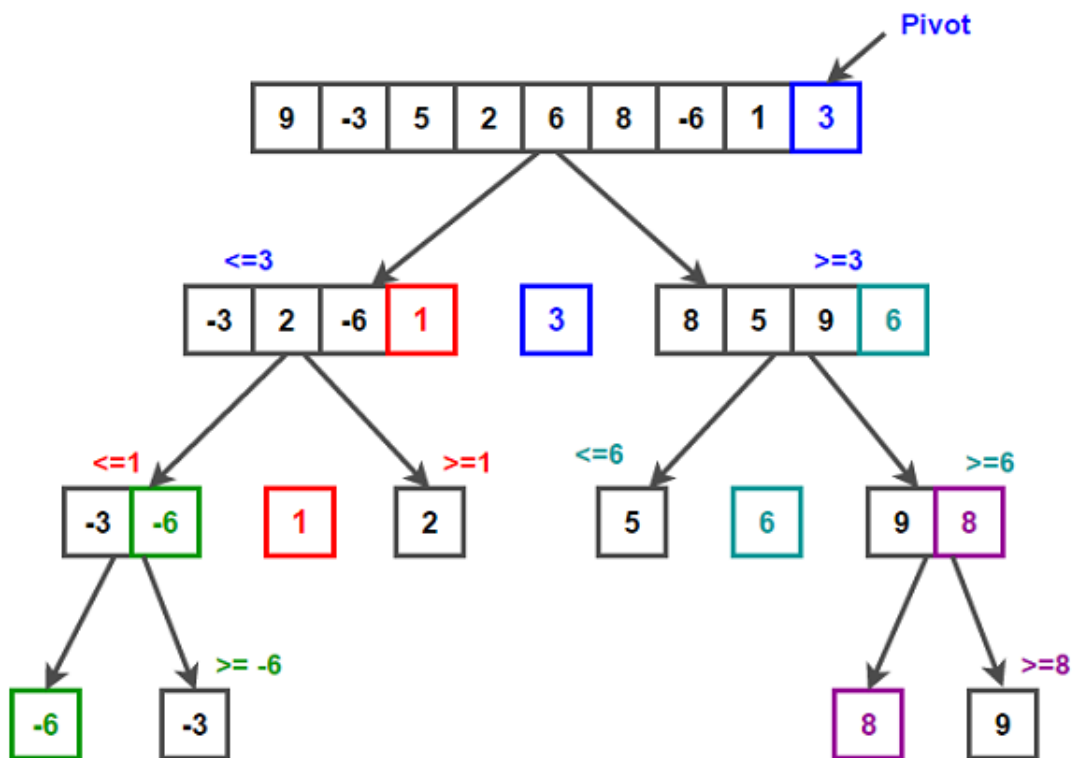 Pivot
9 -3 5 2 6 8 -6 1 3
<=3 >=3
-3 2 -6 1 3 8 5 9 6
<=1 >=1 <=6 >=6
-3 -6 1 2 5 6 9 8
>= -6 >=8
-6 -3 8 9